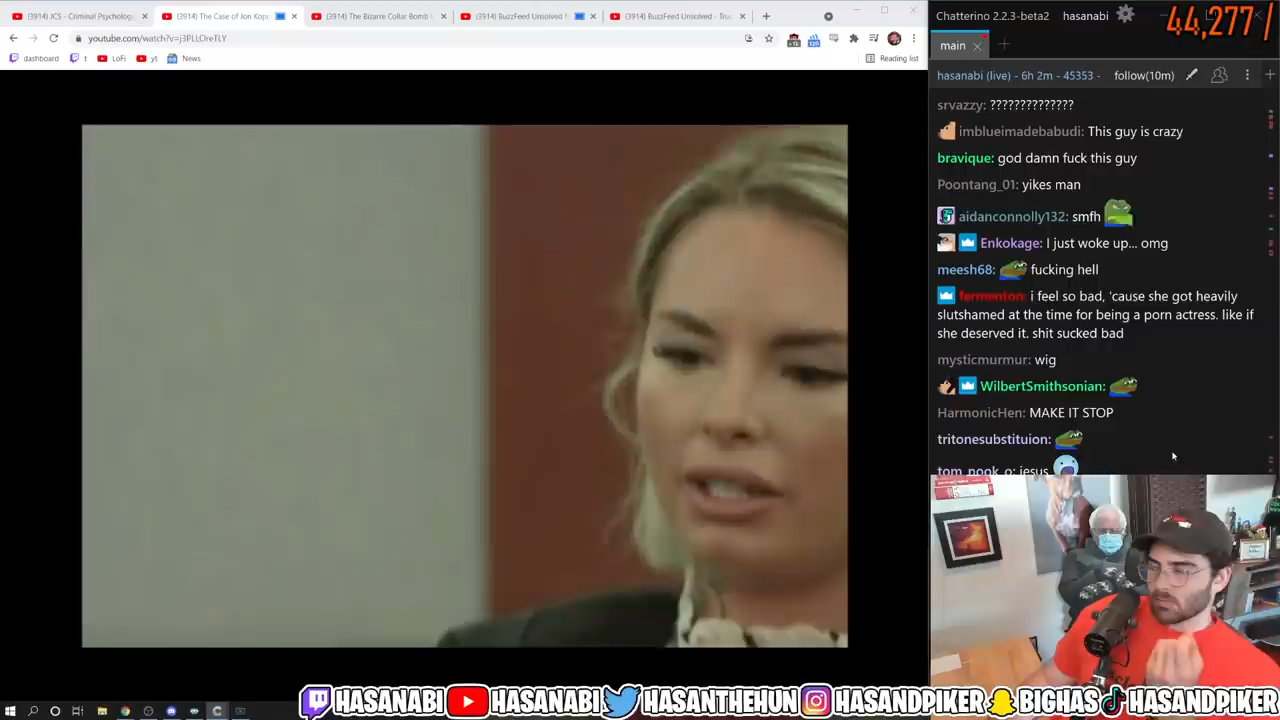 (3914) JCS - Criminal Psycholog
(3914) The Case of Jon Kop
(3914) The Bizarre Collar Bomb
(3914) BuzzFeed Unsolved
(3914) BuzzFeed Unsolved - Tru
youtube.com/watch?v=j3PLLOreTLY
dashboard
t
LoFi
yt
News
Reading list
Chatterino 2.2.3-beta2
hasanabi
44,277 /
main
hasanabi (live) - 6h 2m - 45353 -
follow(10m)
srvazzy: ??????????????
imblueimadebabudi: This guy is crazy
bravique: god damn fuck this guy
Poontang_01: yikes man
aidanconnolly132: smfh
Enkokage: I just woke up... omg
meesh68: fucking hell
fermenton: i feel so bad, 'cause she got heavily
slutshamed at the time for being a porn actress. like if
she deserved it. shit sucked bad
mysticmurmur: wig
WilbertSmithsonian:
HarmonicHen: MAKE IT STOP
tritonesubstituion:
tom_nook_o: jesus
HASANABI
HASANABI
HASANTHEHUN
HASANDPIKER
BIGHAS
HASANDPIKER